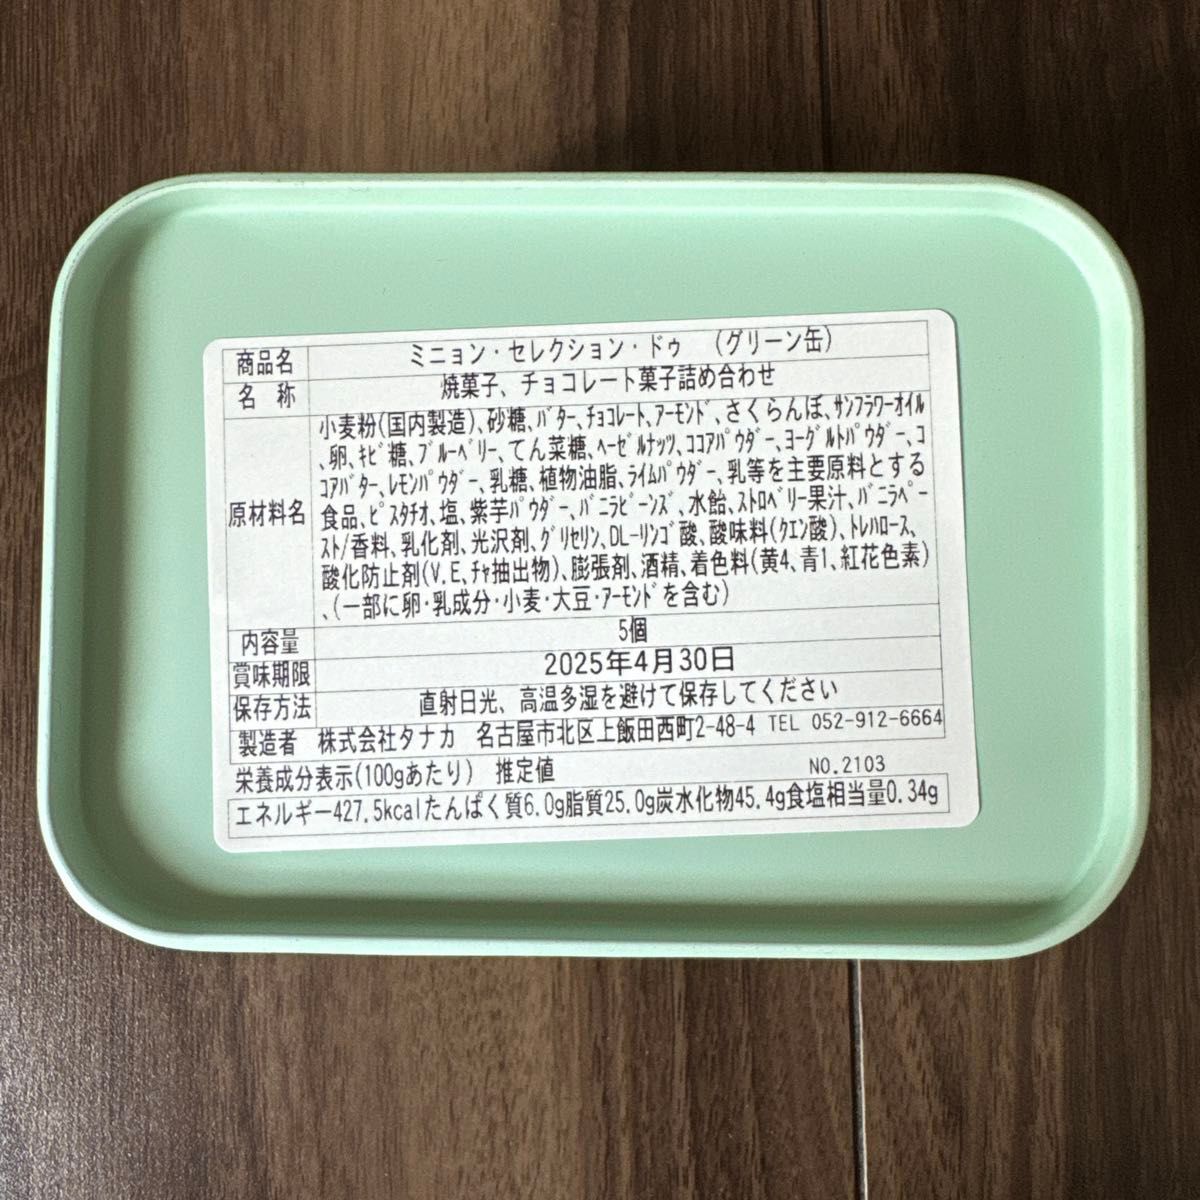 商品名 ミニョン・セレクション・ドゥ （グリーン缶）
名 称 焼菓子、チョコレート菓子詰め合わせ
原材料名
小麦粉(国内製造)、砂糖、ﾊﾞﾀｰ、ﾁｮｺﾚｰﾄ、ｱｰﾓﾝﾄﾞ、さくらんぼ、ｻﾝﾌﾗﾜｰｵｲﾙ
、卵、ｷﾋﾞ糖、ﾌﾞﾙｰﾍﾞﾘｰ、てん菜糖、ﾍｰｾﾞﾙﾅｯﾂ、ｺｺｱﾊﾟｳﾀﾞｰ、ﾖｰｸﾞﾙﾄﾊﾟｳﾀﾞｰ、ｺ
ｺｱﾊﾞﾀｰ、ﾚﾓﾝﾊﾟｳﾀﾞｰ、乳糖、植物油脂、ﾗｲﾑﾊﾟｳﾀﾞｰ、乳等を主要原料とする
食品、ﾋﾟｽﾀﾁｵ、塩、紫芋ﾊﾟｳﾀﾞｰ、ﾊﾞﾆﾗﾋﾞｰﾝｽﾞ、水飴、ｽﾄﾛﾍﾞﾘｰ果汁、ﾊﾞﾆﾗﾍﾟｰ
ｽﾄ/香料、乳化剤、光沢剤、ｸﾞﾘｾﾘﾝ、DL-ﾘﾝｺﾞ酸、酸味料(ｸｴﾝ酸)、ﾄﾚﾊﾛｰｽ、
酸化防止剤(V.E、ﾁｬ抽出物)、膨張剤、酒精、着色料(黄4、青1、紅花色素)
、(一部に卵・乳成分・小麦・大豆・ｱｰﾓﾝﾄﾞを含む)
内容量 5個
賞味期限 2025年4月30日
保存方法 直射日光、高温多湿を避けて保存してください
製造者 株式会社タナカ 名古屋市北区上飯田西町2-48-4 TEL 052-912-6664
栄養成分表示(100gあたり) 推定値 NO.2103
エネルギー427.5kcalたんぱく質6.0g脂質25.0g炭水化物45.4g食塩相当量0.34g